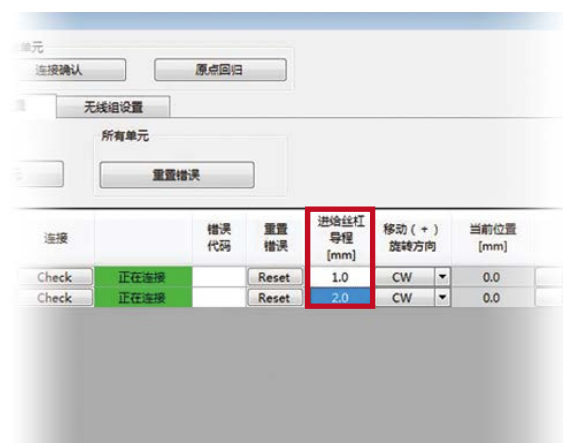 单元
连接确认 原点回归
无线组设置
所有单元
重置错误
连接 错误代码 重置错误 进给丝杠导程[mm] 移动(+)旋转方向 当前位置[mm]
Check 正在连接 Reset 1.0 CW 0.0
Check 正在连接 Reset 2.0 CW 0.0